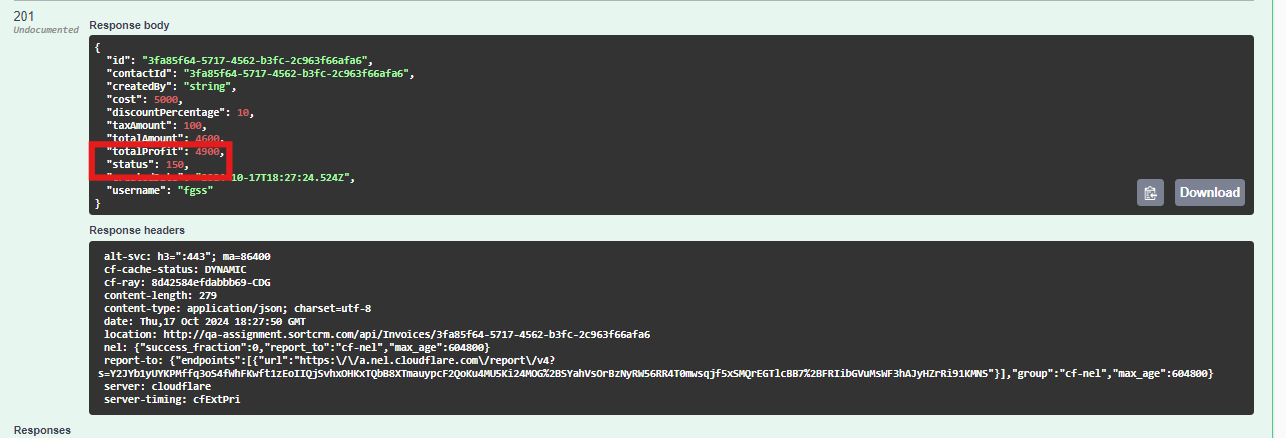 201
Undocumented
Response body
{
"id": "3fa85f64-5717-4562-b3fc-2c963f66afa6",
"contactId": "3fa85f64-5717-4562-b3fc-2c963f66afa6",
"createdBy": "string",
"cost": 5000,
"discountPercentage": 10,
"taxAmount": 100,
"totalAmount": 4600,
"totalProfit": 4900,
"status": 150,
10-17T18:27:24.524Z",
"username": "fgss"
}
Download
Response headers
alt-svc: h3=":443"; ma=86400
cf-cache-status: DYNAMIC
cf-ray: 8d42584efdabbb69-CDG
content-length: 279
content-type: application/json; charset=utf-8
date: Thu,17 Oct 2024 18:27:50 GMT
location: http://qa-assignment.sortcrm.com/api/Invoices/3fa85f64-5717-4562-b3fc-2c963f66afa6
nel: {"success_fraction":0,"report_to":"cf-nel","max_age":604800}
report-to: {"endpoints":[{"url":"https:\/\/a.nel.cloudflare.com\/report\/v4?
s=Y2JYb1yUYKPMffq3oS4fWhFKwft1zEoIIQjSvhxOHKxTQbB8XTmauypcF2QoKu4MU5Ki24MOG%2BSYahVsOrBzNyRW56RR4T0mwsqjf5xSMQrEGTlcBB7%2BFRIibGVuMsWF3hAJyHZrRi91KMNS"}],"group":"cf-nel","max_age":604800}
server: cloudflare
server-timing: cfExtPri
Responses